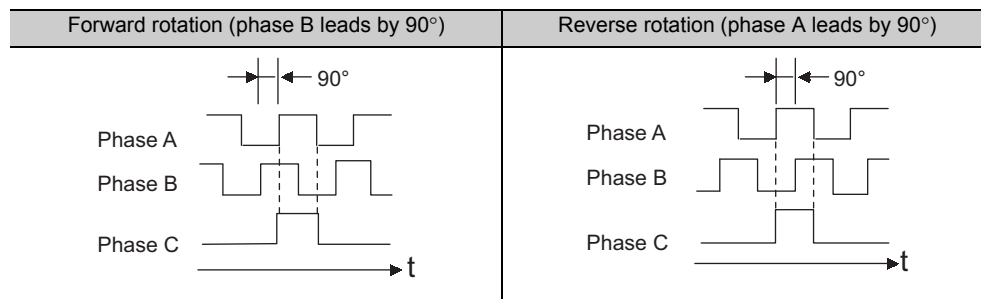 Forward rotation (phase B leads by 90°)
90°
Phase A
Phase B
Phase C
t
Reverse rotation (phase A leads by 90°)
90°
Phase A
Phase B
Phase C
t